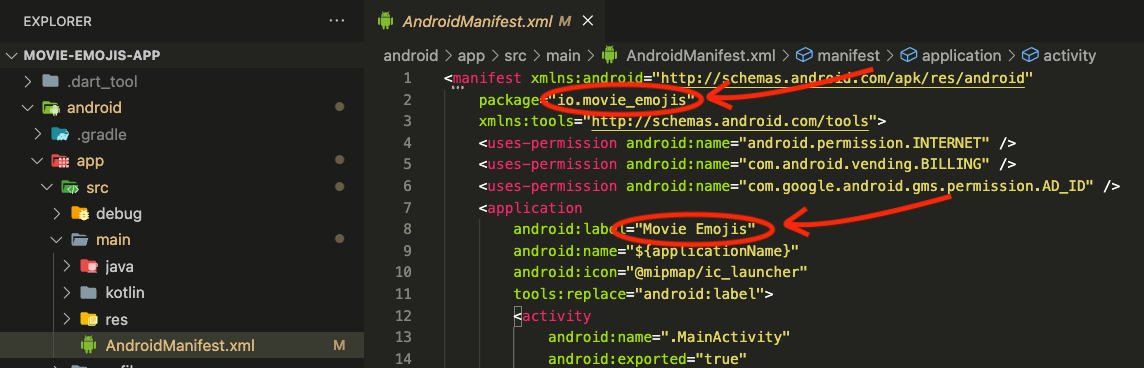 EXPLORER
MOVIE-EMOJIS-APP
.dart_tool
android
.gradle
app
src
debug
main
java
kotlin
res
AndroidManifest.xml M
AndroidManifest.xml M
android > app > src > main > AndroidManifest.xml > manifest > application > activity
1 <manifest xmlns:android="http://schemas.android.com/apk/res/android"
2 package="io.movie_emojis"
3 xmlns:tools="http://schemas.android.com/tools">
4 <uses-permission android:name="android.permission.INTERNET" />
5 <uses-permission android:name="com.android.vending.BILLING" />
6 <uses-permission android:name="com.google.android.gms.permission.AD_ID" />
7 <application
8 android:label="Movie Emojis"
9 android:name="${applicationName}"
10 android:icon="@mipmap/ic_launcher"
11 tools:replace="android:label">
12 <activity
13 android:name=".MainActivity"
14 android:exported="true"